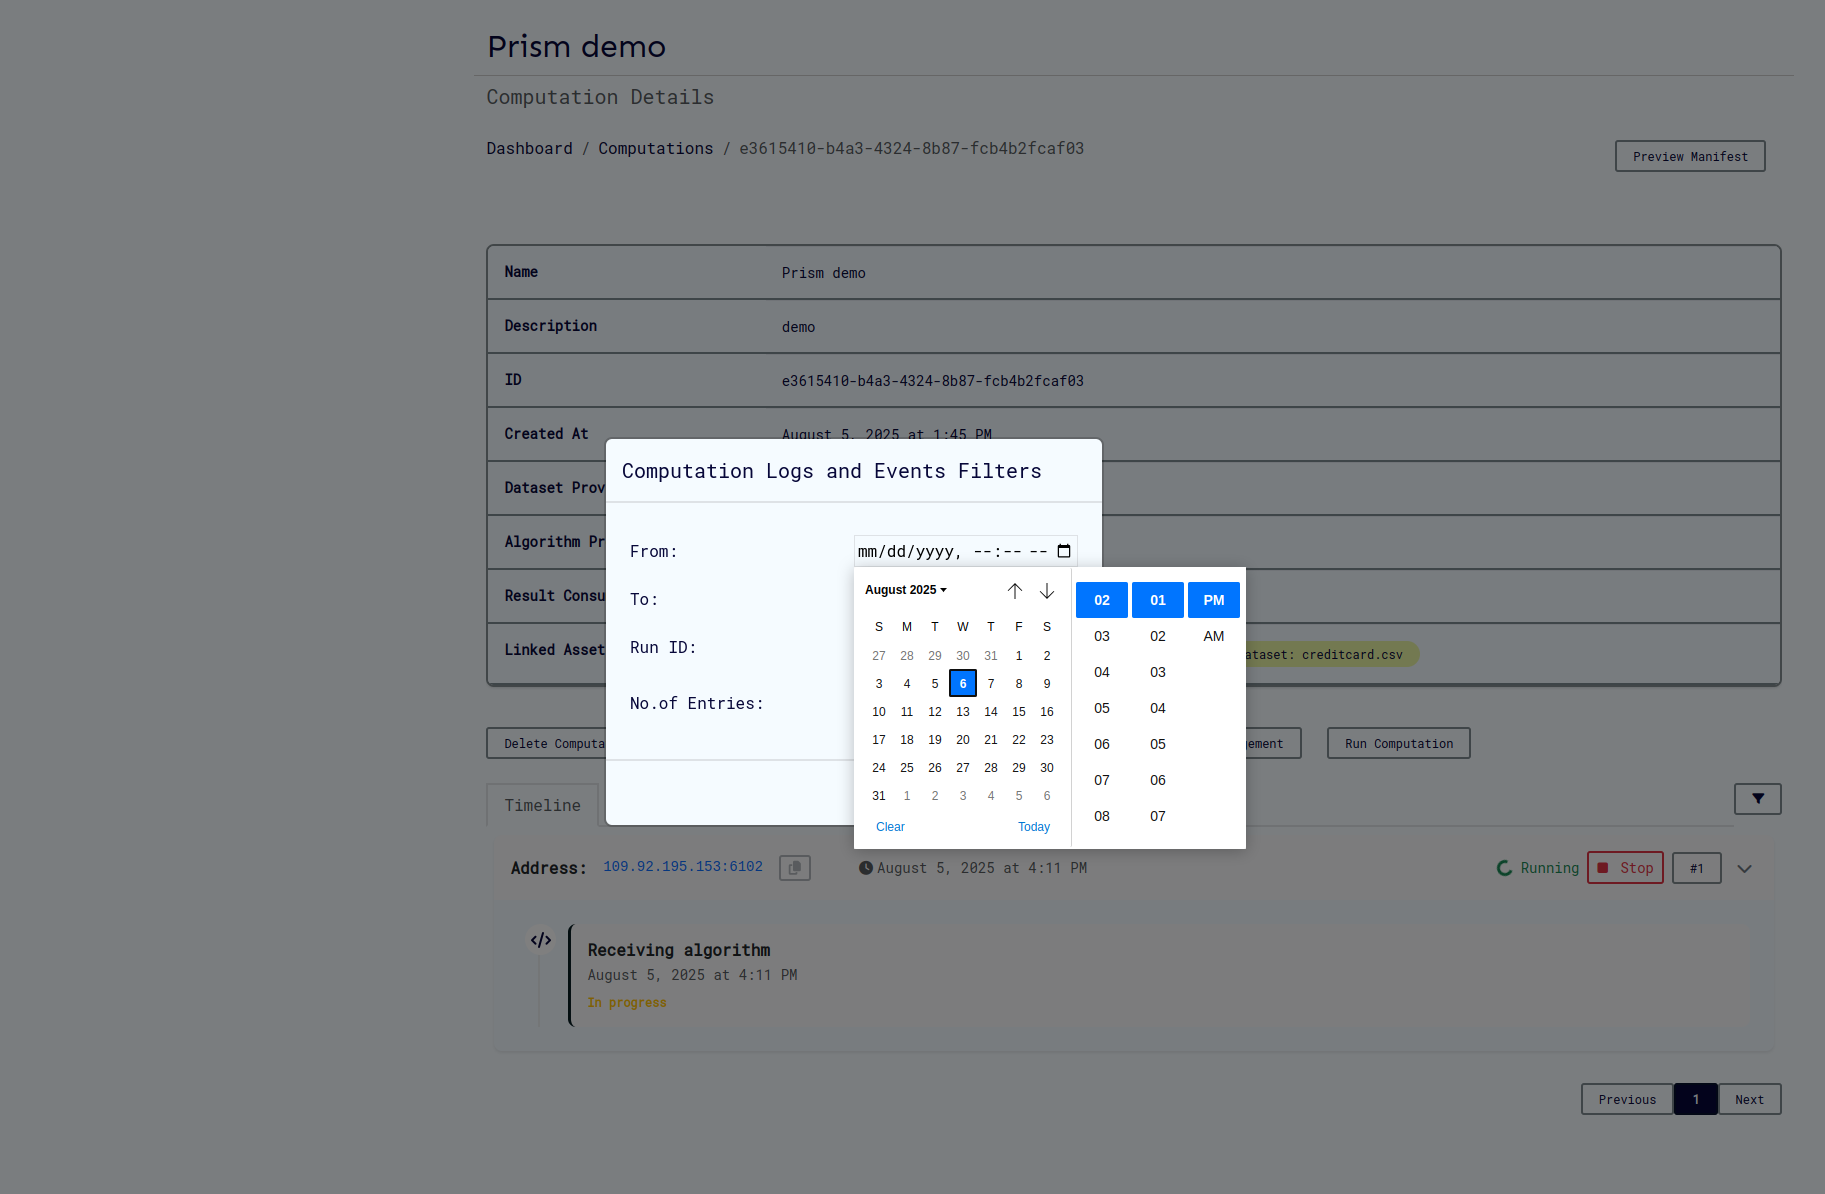 Prism demo
Computation Details
Dashboard / Computations / e3615410-b4a3-4324-8b87-fcb4b2fcaf03
Preview Manifest
Name Prism demo
Description demo
ID e3615410-b4a3-4324-8b87-fcb4b2fcaf03
Created At August 5, 2025 at 1:45 PM
Dataset Prov
Algorithm Pr
Result Consu
Linked Asset ataset: creditcard.csv
Computation Logs and Events Filters
From: mm/dd/yyyy, --:-- --
To:
Run ID:
No.of Entries:
August 2025
S M T W T F S
27 28 29 30 31 1 2
3 4 5 6 7 8 9
10 11 12 13 14 15 16
17 18 19 20 21 22 23
24 25 26 27 28 29 30
31 1 2 3 4 5 6
Clear Today
02 01 PM
03 02 AM
04 03
05 04
06 05
07 06
08 07
Delete Computa ement Run Computation
Timeline
Address: 109.92.195.153:6102 August 5, 2025 at 4:11 PM Running Stop #1
</> Receiving algorithm
August 5, 2025 at 4:11 PM
In progress
Previous 1 Next